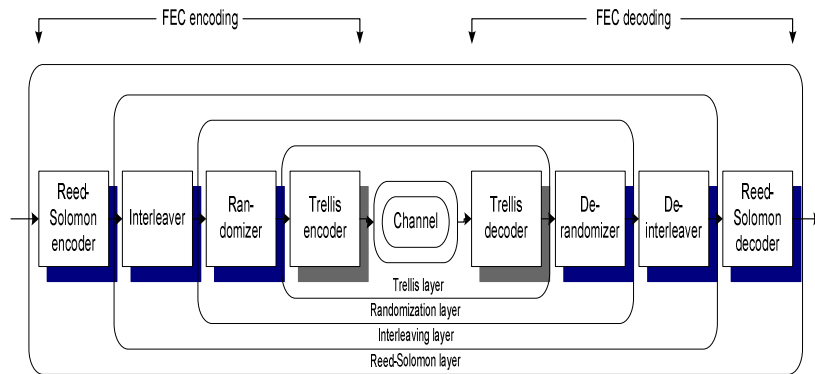 FEC encoding
FEC decoding
Reed-
Solomon
encoder
Interleaver
Ran-
domizer
Trellis
encoder
Channel
Trellis
decoder
De-
randomizer
De-
interleaver
Reed-
Solomon
decoder
Trellis layer
Randomization layer
Interleaving layer
Reed-Solomon layer